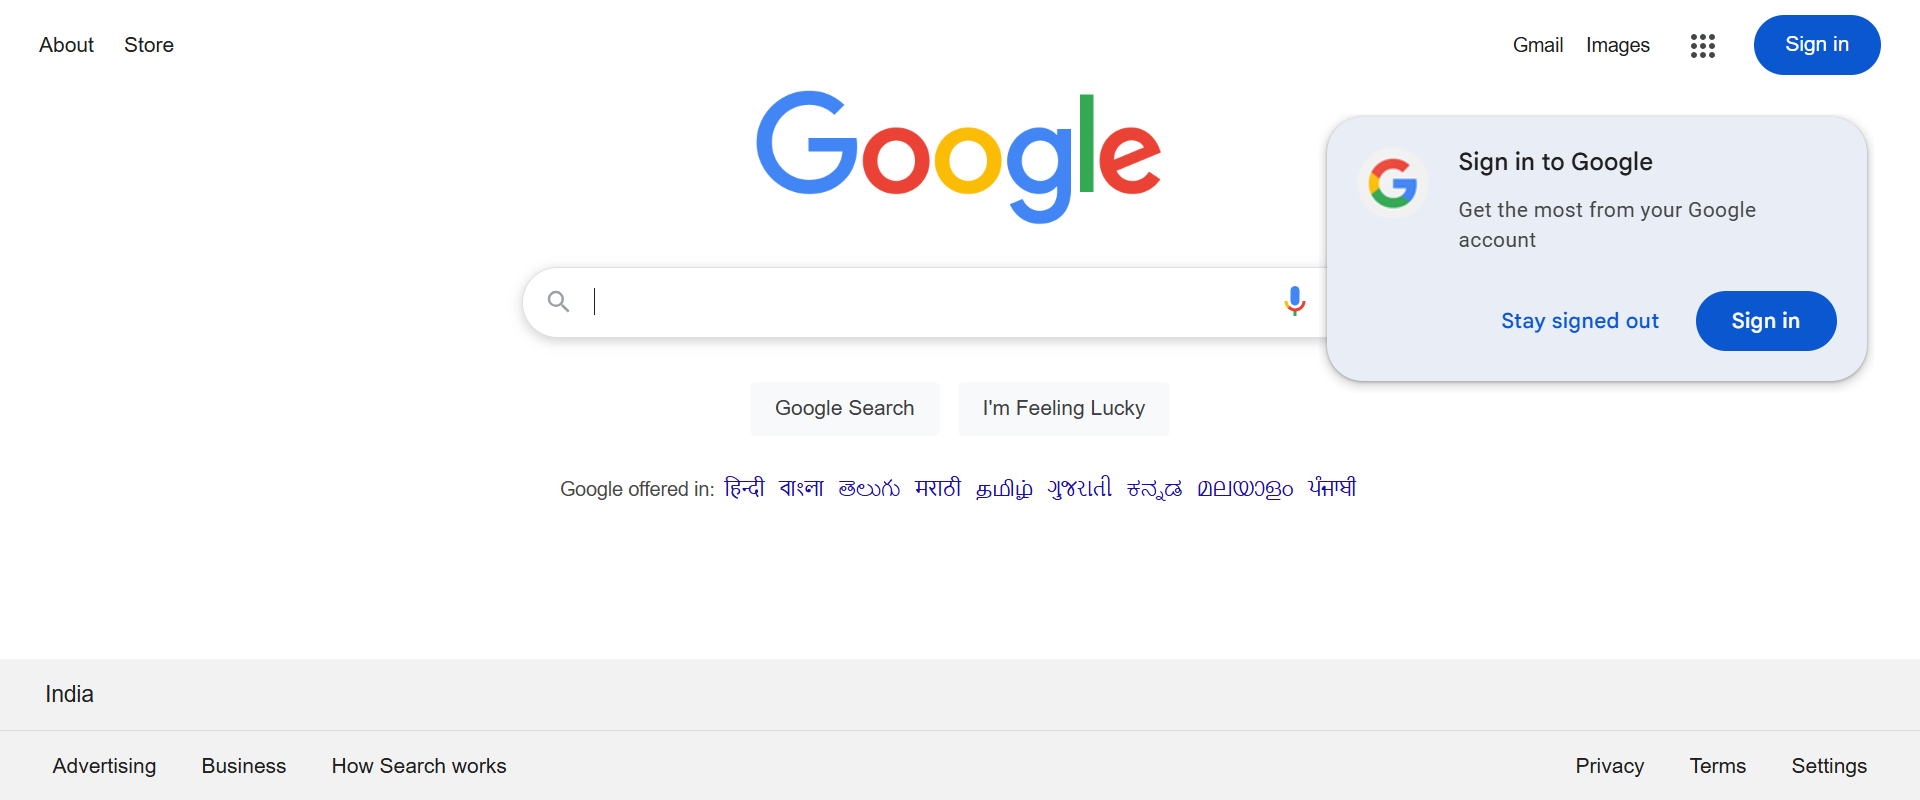 About Store Gmail Images Sign in
Google
Sign in to Google
Get the most from your Google
account
Stay signed out Sign in
Google Search I'm Feeling Lucky
Google offered in: हिन्दी বাংলা తెలుగు मराठी தமிழ் ગુજરાતી ಕನ್ನಡ മലയാളം ਪੰਜਾਬੀ
India
Advertising Business How Search works Privacy Terms Settings